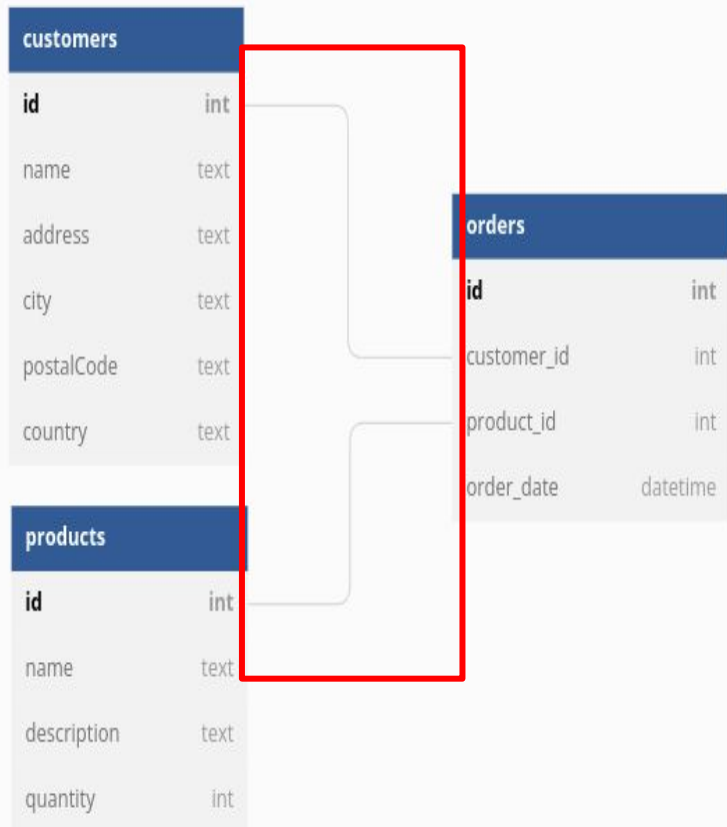 customers
id int
name text
address text
city text
postalCode text
country text
orders
id int
customer_id int
product_id int
order_date datetime
products
id int
name text
description text
quantity int